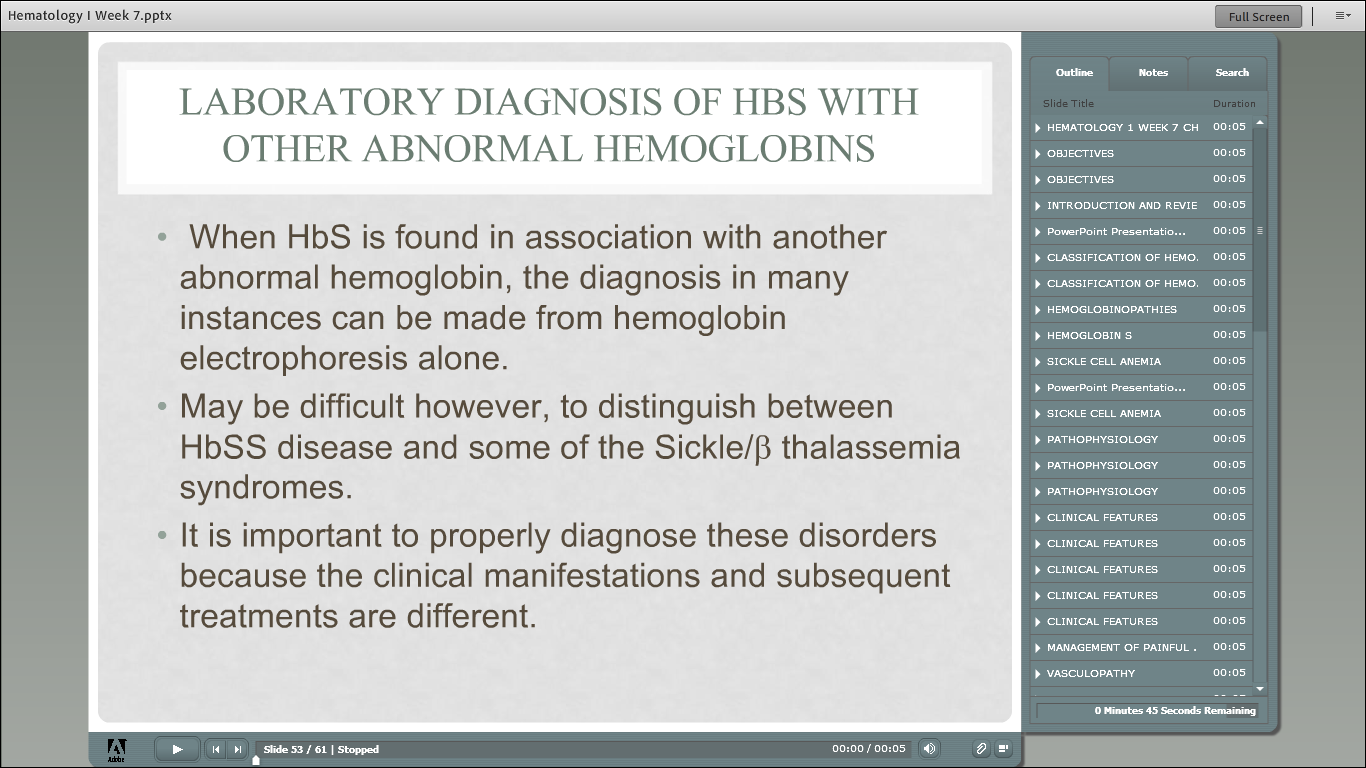 Hematology I Week 7.pptx
Full Screen
LABORATORY DIAGNOSIS OF HBS WITH
OTHER ABNORMAL HEMOGLOBINS
• When HbS is found in association with another
abnormal hemoglobin, the diagnosis in many
instances can be made from hemoglobin
electrophoresis alone.
• May be difficult however, to distinguish between
HbSS disease and some of the Sickle/β thalassemia
syndromes.
• It is important to properly diagnose these disorders
because the clinical manifestations and subsequent
treatments are different.
Outline Notes Search
Slide Title Duration
HEMATOLOGY 1 WEEK 7 CH 00:05
OBJECTIVES 00:05
OBJECTIVES 00:05
INTRODUCTION AND REVIE 00:05
PowerPoint Presentatio... 00:05
CLASSIFICATION OF HEMO. 00:05
CLASSIFICATION OF HEMO. 00:05
HEMOGLOBINOPATHIES 00:05
HEMOGLOBIN S 00:05
SICKLE CELL ANEMIA 00:05
PowerPoint Presentatio... 00:05
SICKLE CELL ANEMIA 00:05
PATHOPHYSIOLOGY 00:05
PATHOPHYSIOLOGY 00:05
PATHOPHYSIOLOGY 00:05
CLINICAL FEATURES 00:05
CLINICAL FEATURES 00:05
CLINICAL FEATURES 00:05
CLINICAL FEATURES 00:05
CLINICAL FEATURES 00:05
MANAGEMENT OF PAINFUL . 00:05
VASCULOPATHY 00:05
0 Minutes 45 Seconds Remaining
Adobe
Slide 53 / 61 | Stopped 00:00 / 00:05